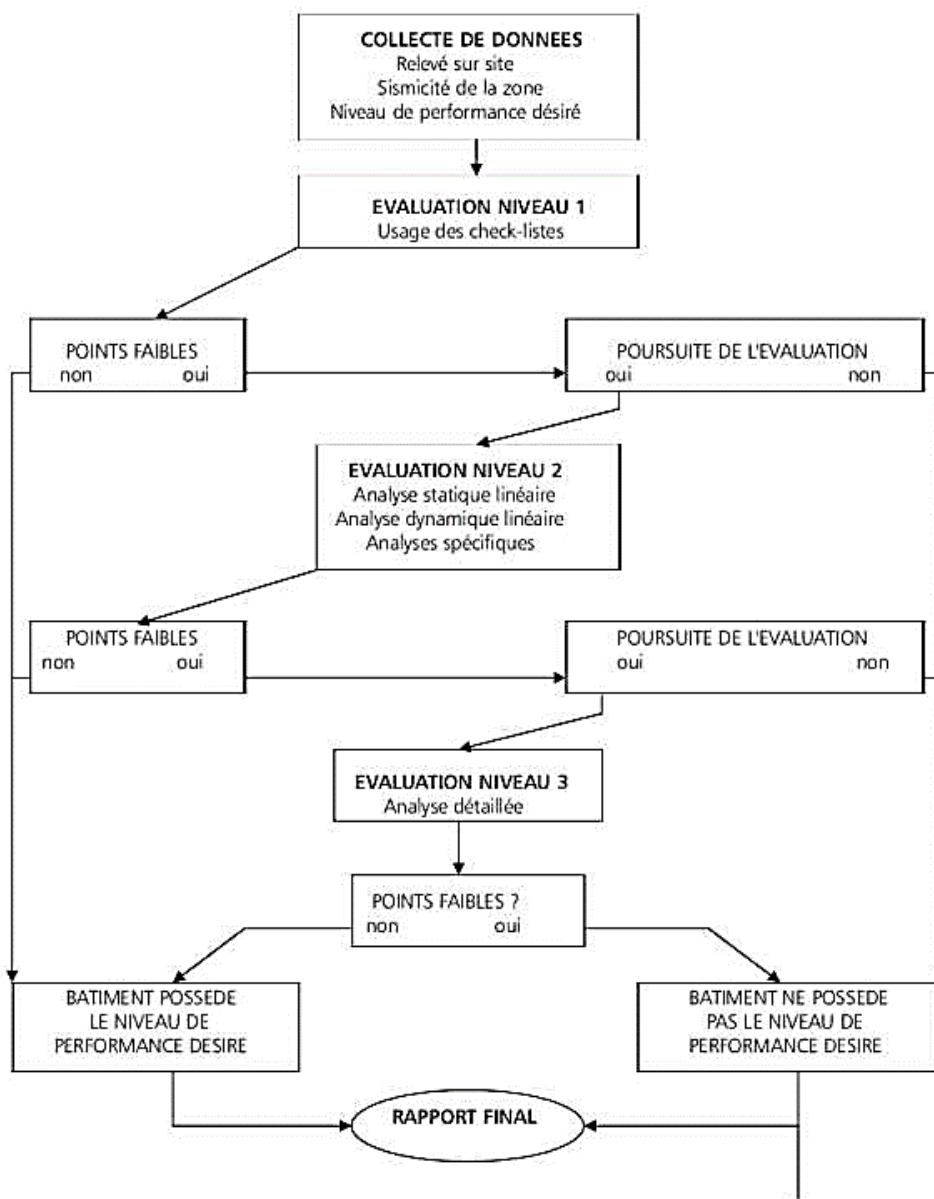 COLLECTE DE DONNEES
Relevé sur site
Sismicité de la zone
Niveau de performance désiré
EVALUATION NIVEAU 1
Usage des check-listes
POINTS FAIBLES
non oui
POURSUITE DE L'EVALUATION
oui non
EVALUATION NIVEAU 2
Analyse statique linéaire
Analyse dynamique linéaire
Analyses spécifiques
POINTS FAIBLES
non oui
POURSUITE DE L'EVALUATION
oui non
EVALUATION NIVEAU 3
Analyse détaillée
POINTS FAIBLES ?
non oui
BATIMENT POSSEDE
LE NIVEAU DE
PERFORMANCE DESIRE
BATIMENT NE POSSEDE
PAS LE NIVEAU DE
PERFORMANCE DESIRE
RAPPORT FINAL